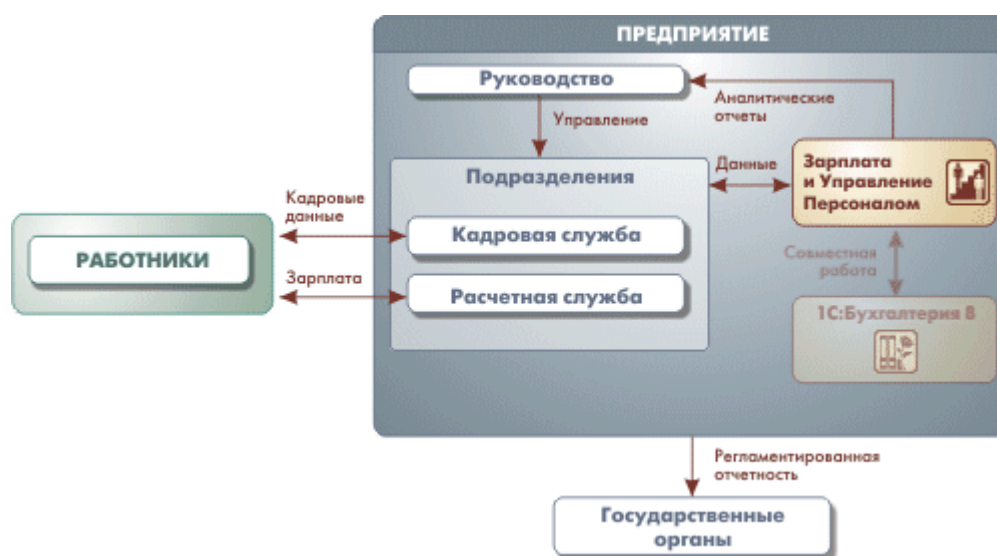 ПРЕДПРИЯТИЕ
Руководство
Аналитические
отчеты
Управление
Подразделения
Данные
Зарплата
и Управление
Персоналом
Кадровые
данные
Кадровая служба
РАБОТНИКИ
Зарплата
Расчетная служба
Совместная
работа
1С:Бухгалтерия 8
Регламентированная
отчетность
Государственные
органы